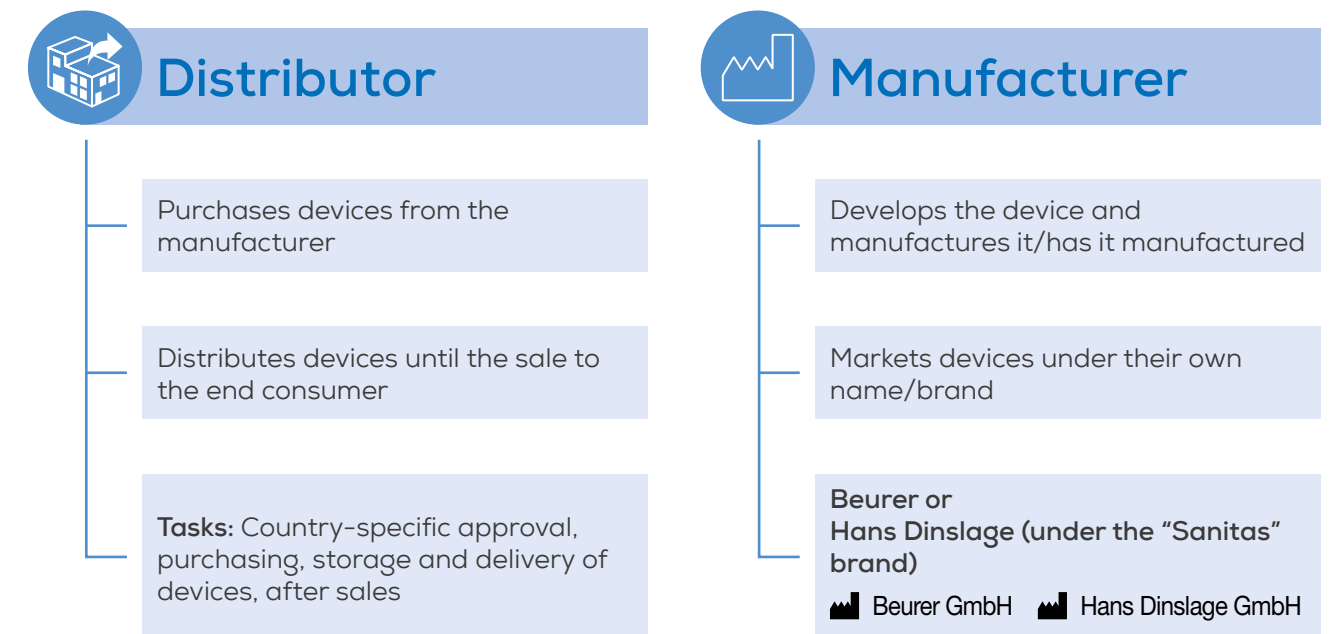 Distributor
Purchases devices from the
manufacturer
Distributes devices until the sale to
the end consumer
Tasks: Country-specific approval,
purchasing, storage and delivery of
devices, after sales
Manufacturer
Develops the device and
manufactures it/has it manufactured
Markets devices under their own
name/brand
Beurer or
Hans Dinslage (under the “Sanitas”
brand)
Beurer GmbH Hans Dinslage GmbH